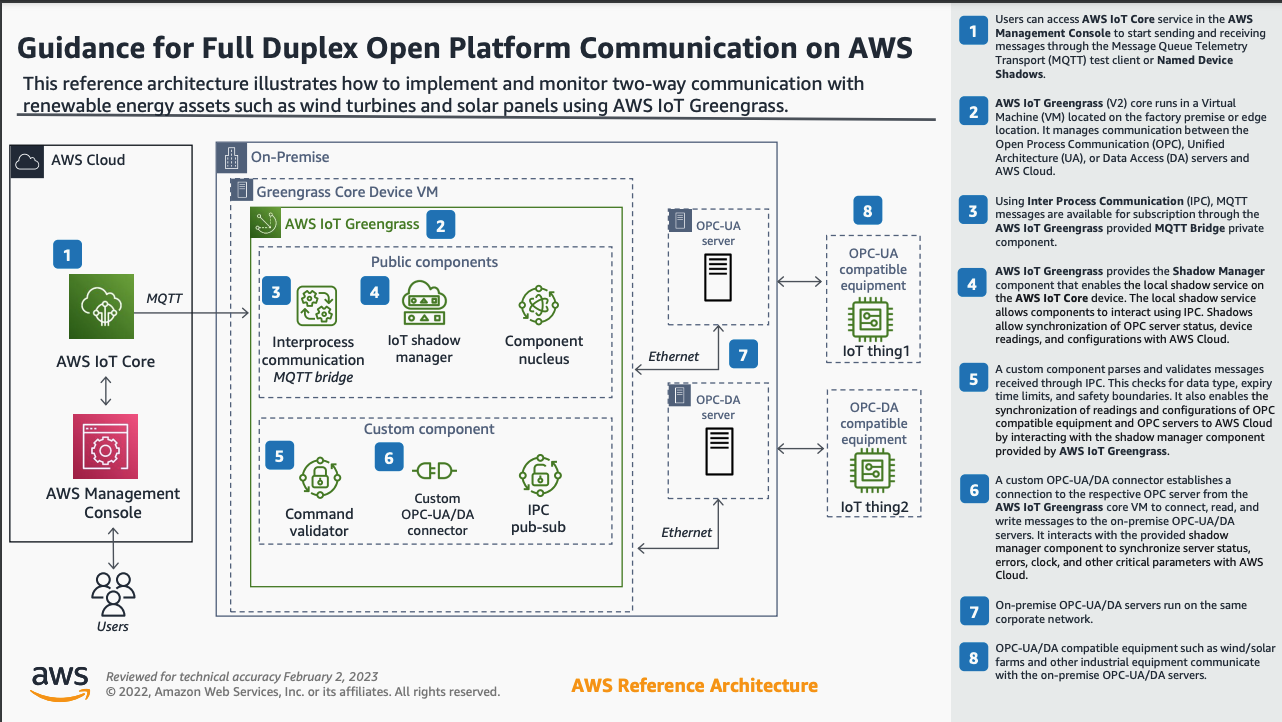 Guidance for Full Duplex Open Platform Communication on AWS
This reference architecture illustrates how to implement and monitor two-way communication with
renewable energy assets such as wind turbines and solar panels using AWS IoT Greengrass.
AWS Cloud
1
MQTT
AWS IoT Core
AWS Management
Console
Users
On-Premise
Greengrass Core Device VM
AWS IoT Greengrass
2
Public components
3
Interprocess
communication
MQTT bridge
4
IoT shadow
manager
Component
nucleus
Custom component
5
Command
validator
6
Custom
OPC-UA/DA
connector
IPC
pub-sub
OPC-UA
server
Ethernet
7
OPC-DA
server
Ethernet
8
OPC-UA
compatible
equipment
IoT thing1
OPC-DA
compatible
equipment
IoT thing2
aws
Reviewed for technical accuracy February 2, 2023
© 2022, Amazon Web Services, Inc. or its affiliates. All rights reserved.
AWS Reference Architecture
1
Users can access AWS IoT Core service in the AWS
Management Console to start sending and receiving
messages through the Message Queue Telemetry
Transport (MQTT) test client or Named Device
Shadows.
2
AWS IoT Greengrass (V2) core runs in a Virtual
Machine (VM) located on the factory premise or edge
location. It manages communication between the
Open Process Communication (OPC), Unified
Architecture (UA), or Data Access (DA) servers and
AWS Cloud.
3
Using Inter Process Communication (IPC), MQTT
messages are available for subscription through the
AWS IoT Greengrass provided MQTT Bridge private
component.
4
AWS IoT Greengrass provides the Shadow Manager
component that enables the local shadow service on
the AWS IoT Core device. The local shadow service
allows components to interact using IPC. Shadows
allow synchronization of OPC server status, device
readings, and configurations with AWS Cloud.
5
A custom component parses and validates messages
received through IPC. This checks for data type, expiry
time limits, and safety boundaries. It also enables the
synchronization of readings and configurations of OPC
compatible equipment and OPC servers to AWS Cloud
by interacting with the shadow manager component
provided by AWS IoT Greengrass.
6
A custom OPC-UA/DA connector establishes a
connection to the respective OPC server from the
AWS IoT Greengrass core VM to connect, read, and
write messages to the on-premise OPC-UA/DA
servers. It interacts with the provided shadow
manager component to synchronize server status,
errors, clock, and other critical parameters with AWS
Cloud.
7
On-premise OPC-UA/DA servers run on the same
corporate network.
8
OPC-UA/DA compatible equipment such as wind/solar
farms and other industrial equipment communicate
with the on-premise OPC-UA/DA servers.